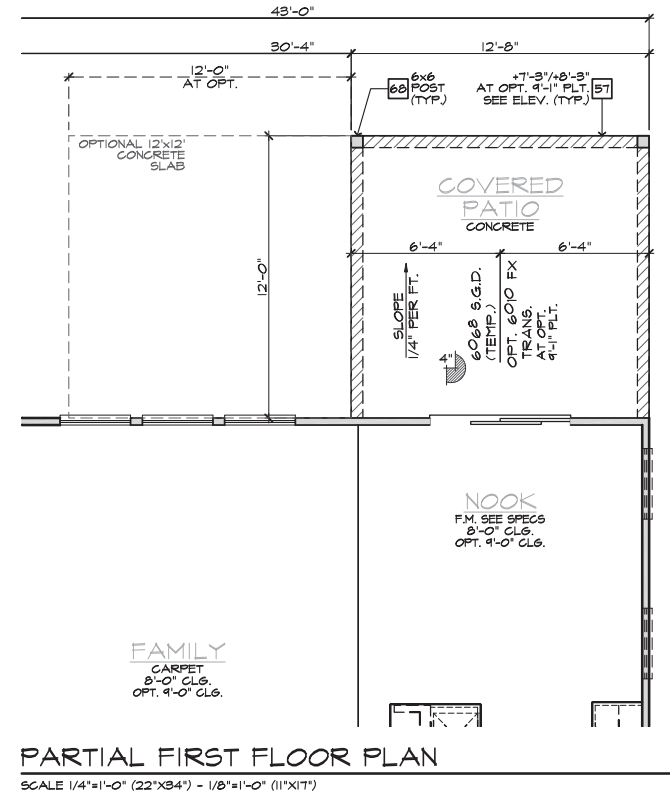 43'-0"
30'-4"
12'-8"
12'-0"
AT OPT.
68
6x6
POST
(TYP.)
+7'-3"/+8'-3"
AT OPT. 9'-1" PLT.
SEE ELEV. (TYP.)
57
OPTIONAL 12'x12'
CONCRETE
SLAB
COVERED
PATIO
CONCRETE
6'-4"
6'-4"
12'-0"
SLOPE
1/4" PER FT.
6068 S.G.D.
(TEMP.)
OPT. 6010 FX
TRANS.
AT OPT.
9'-1" PLT.
4"
NOOK
F.M. SEE SPECS
8'-0" CLG.
OPT. 9'-0" CLG.
FAMILY
CARPET
8'-0" CLG.
OPT. 9'-0" CLG.
PARTIAL FIRST FLOOR PLAN
SCALE 1/4"=1'-0" (22"X34") - 1/8"=1'-0" (11"X17")